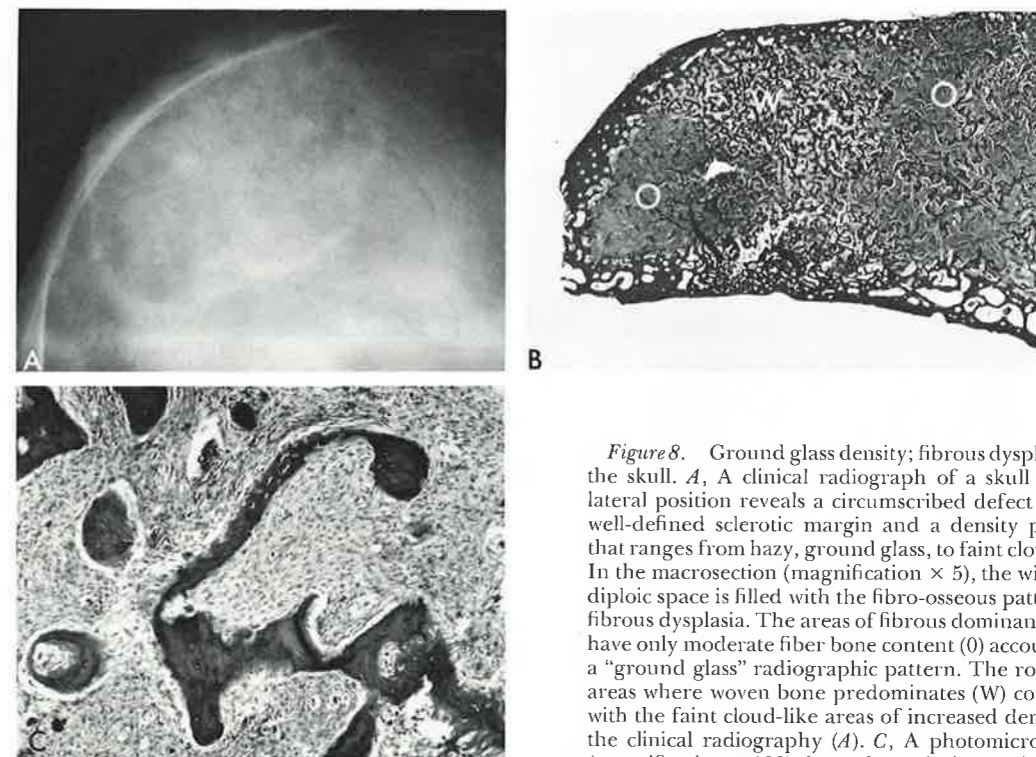 A
B
W
C
Figure 8. Ground glass density; fibrous dyspl
the skull. A, A clinical radiograph of a skull
lateral position reveals a circumscribed defect
well-defined sclerotic margin and a density p
that ranges from hazy, ground glass, to faint clo
In the macrosection (magnification × 5), the wi
diploic space is filled with the fibro-osseous patt
fibrous dysplasia. The areas of fibrous dominan
have only moderate fiber bone content (0) accou
a “ground glass” radiographic pattern. The ro
areas where woven bone predominates (W) co
with the faint cloud-like areas of increased den
the clinical radiography (A). C, A photomicro